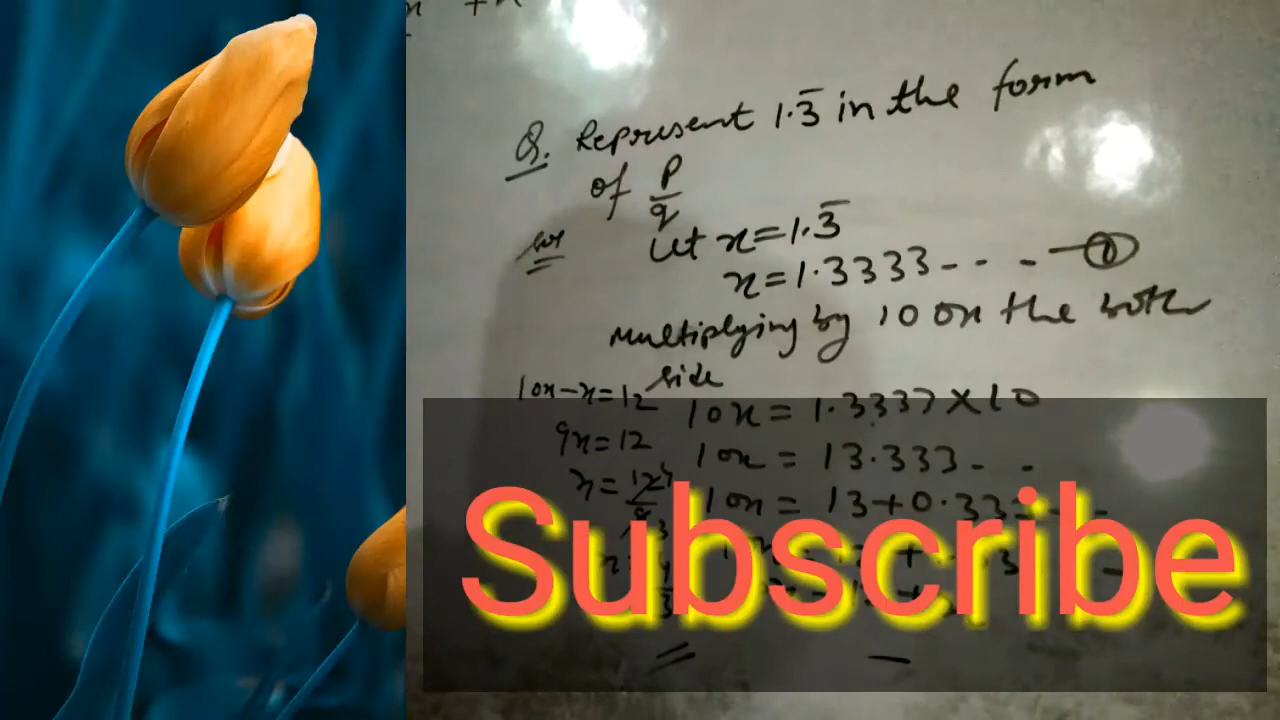 Q. Represent 1.3̅ in the form
of p/q
Let x = 1.3̅
x = 1.3333 - - - - ①
Multiplying by 10 on the both
side
10x = 1.3333 × 10
10x = 13.333 - -
10x = 13 + 0.333 - -
10x - x = 12
9x = 12
x = 12
Subscribe